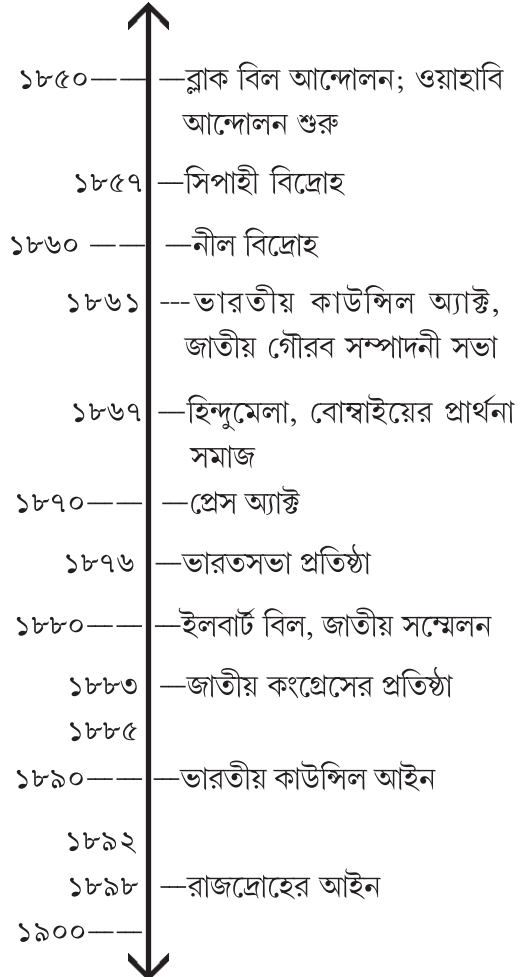 ১৮৫০—— —ব্লাক বিল আন্দোলন; ওয়াহাবি
আন্দোলন শুরু
১৮৫৭ —সিপাহী বিদ্রোহ
১৮৬০ —— —নীল বিদ্রোহ
১৮৬১ ---ভারতীয় কাউন্সিল অ্যাক্ট,
জাতীয় গৌরব সম্পাদনী সভা
১৮৬৭ —হিন্দুমেলা, বোম্বাইয়ের প্রার্থনা
সমাজ
১৮৭০—— —প্রেস অ্যাক্ট
১৮৭৬ —ভারতসভা প্রতিষ্ঠা
১৮৮০—— —ইলবার্ট বিল, জাতীয় সম্মেলন
১৮৮৩ —জাতীয় কংগ্রেসের প্রতিষ্ঠা
১৮৮৫
১৮৯০—— —ভারতীয় কাউন্সিল আইন
১৮৯২
১৮৯৮ —রাজদ্রোহের আইন
১৯০০——